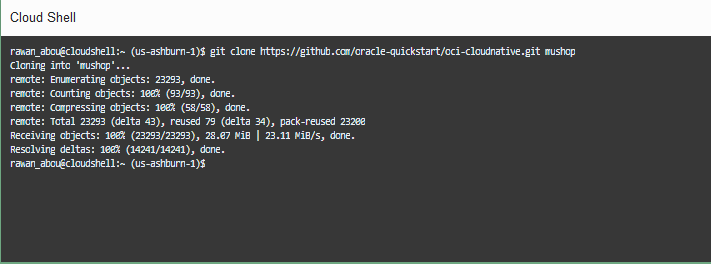 Cloud Shell
rawan_abou@cloudshell:~ (us-ashburn-1)$ git clone https://github.com/oracle-quickstart/oci-cloudnative.git mushop
Cloning into 'mushop'...
remote: Enumerating objects: 23293, done.
remote: Counting objects: 100% (93/93), done.
remote: Compressing objects: 100% (58/58), done.
remote: Total 23293 (delta 43), reused 79 (delta 34), pack-reused 23200
Receiving objects: 100% (23293/23293), 28.07 MiB | 23.11 MiB/s, done.
Resolving deltas: 100% (14241/14241), done.
rawan_abou@cloudshell:~ (us-ashburn-1)$